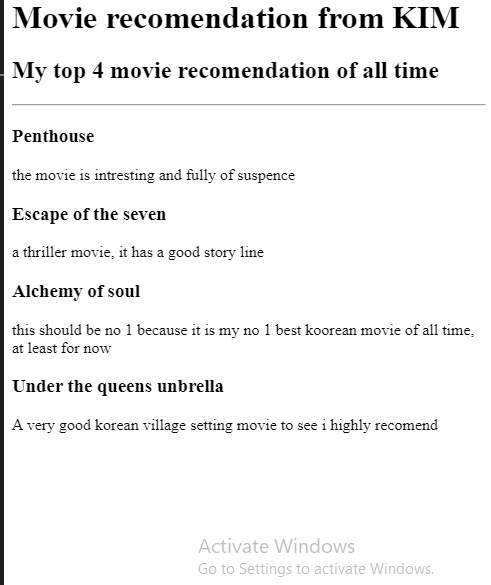 Movie recomendation from KIM
My top 4 movie recomendation of all time
Penthouse
the movie is intresting and fully of suspence
Escape of the seven
a thriller movie, it has a good story line
Alchemy of soul
this should be no 1 because it is my no 1 best koorean movie of all time,
at least for now
Under the queens unbrella
A very good korean village setting movie to see i highly recomend
Activate Windows
Go to Settings to activate Windows.